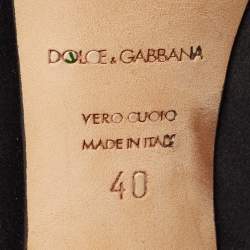 DOLCE & GABBANA
VERO CUOIO
MADE IN ITALY
40